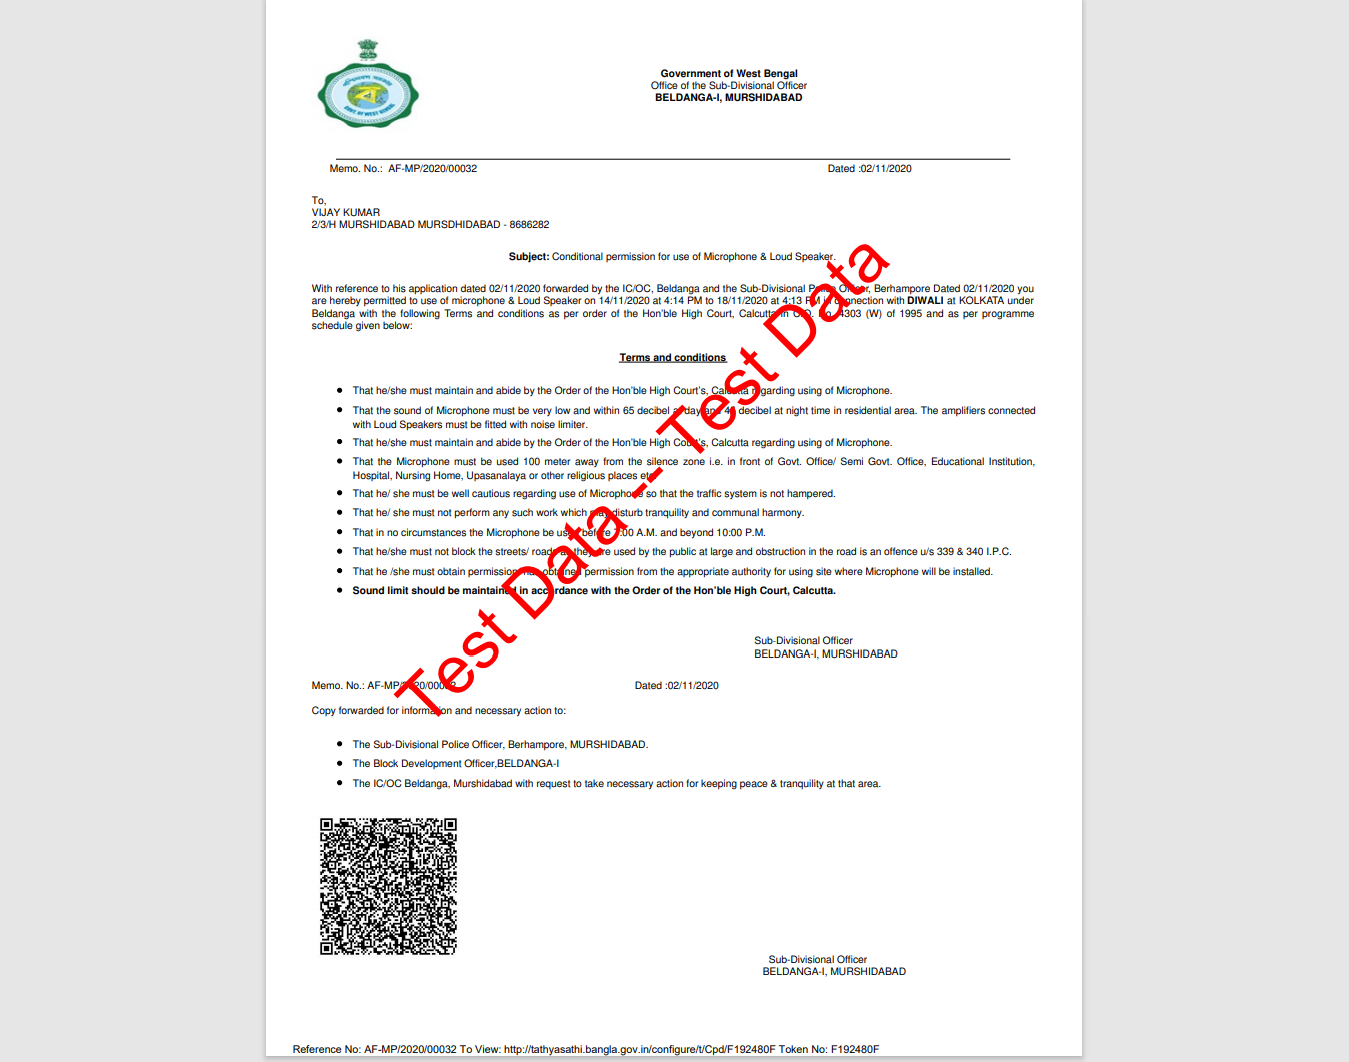 Government of West Bengal
Office of the Sub-Divisional Officer
BELDANGA-I, MURSHIDABAD
Memo. No.: AF-MP/2020/00032 Dated :02/11/2020
To,
VIJAY KUMAR
2/3/H MURSHIDABAD MURSDHIDABAD - 8686282
Subject: Conditional permission for use of Microphone & Loud Speaker.
With reference to his application dated 02/11/2020 forwarded by the IC/OC, Beldanga and the Sub-Divisional Police Officer, Berhampore Dated 02/11/2020 you
are hereby permitted to use of microphone & Loud Speaker on 14/11/2020 at 4:14 PM to 18/11/2020 at 4:13 PM in connection with DIWALI at KOLKATA under
Beldanga with the following Terms and conditions as per order of the Hon'ble High Court, Calcutta in No. 4303 (W) of 1995 and as per programme
schedule given below:
Terms and conditions
That he/she must maintain and abide by the Order of the Hon'ble High Court's, Calcutta regarding using of Microphone.
That the sound of Microphone must be very low and within 65 decibel at day and decibel at night time in residential area. The amplifiers connected
with Loud Speakers must be fitted with noise limiter.
That he/she must maintain and abide by the Order of the Hon'ble High Court's, Calcutta regarding using of Microphone.
That the Microphone must be used 100 meter away from the silence zone i.e. in front of Govt. Office/ Semi Govt. Office, Educational Institution,
Hospital, Nursing Home, Upasanalaya or other religious places etc.
That he/ she must be well cautious regarding use of Microphone so that the traffic system is not hampered.
That he/ she must not perform any such work which may disturb tranquility and communal harmony.
That in no circumstances the Microphone be used before 7:00 A.M. and beyond 10:00 P.M.
That he/she must not block the streets/ roads as they are used by the public at large and obstruction in the road is an offence u/s 339 & 340 I.P.C.
That he /she must obtain permission obtained permission from the appropriate authority for using site where Microphone will be installed.
Sound limit should be maintained in accordance with the Order of the Hon'ble High Court, Calcutta.
Test Data -- Test Data
Sub-Divisional Officer
BELDANGA-I, MURSHIDABAD
Memo. No.: AF-MP/2020/00032 Dated :02/11/2020
Copy forwarded for information and necessary action to:
The Sub-Divisional Police Officer, Berhampore, MURSHIDABAD.
The Block Development Officer,BELDANGA-I
The IC/OC Beldanga, Murshidabad with request to take necessary action for keeping peace & tranquility at that area.
Sub-Divisional Officer
BELDANGA-I, MURSHIDABAD
Reference No: AF-MP/2020/00032 To View: http://tathyasathi.bangla.gov.in/configure/t/Cpd/F192480F Token No: F192480F